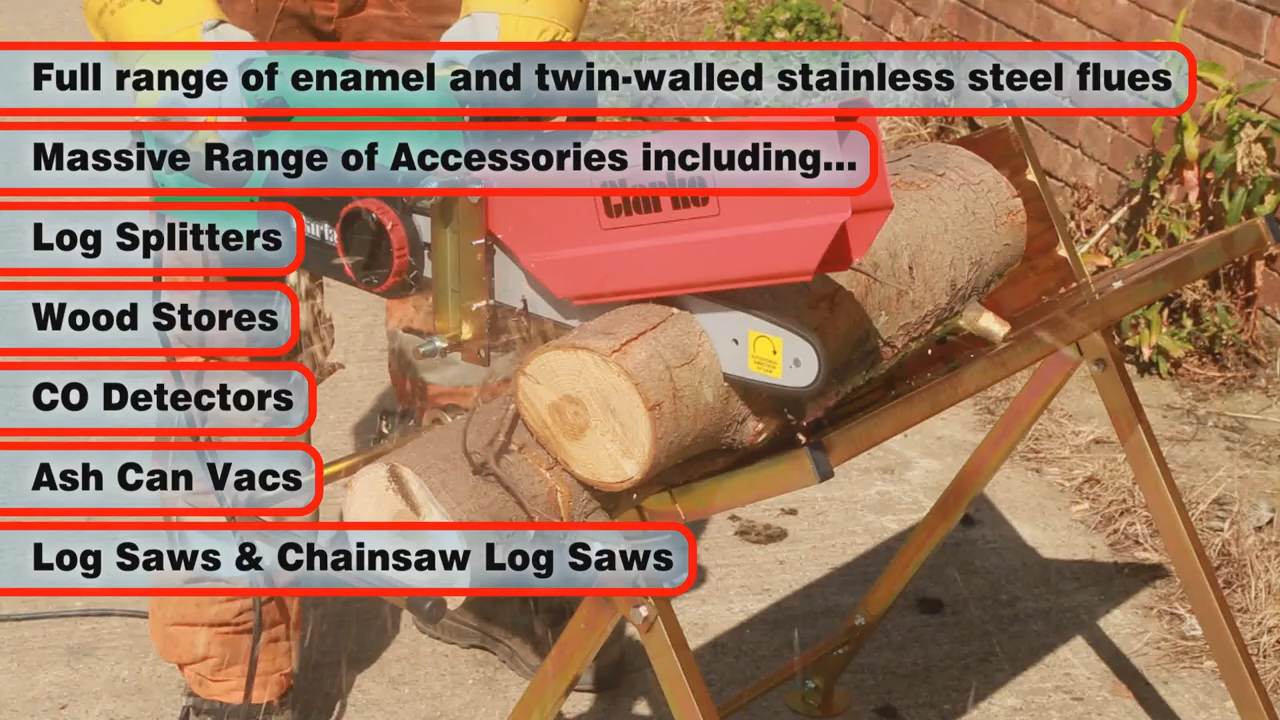 Full range of enamel and twin-walled stainless steel flues
Massive Range of Accessories including...
Clarke
Log Splitters
Wood Stores
CO Detectors
Ash Can Vacs
Log Saws & Chainsaw Log Saws